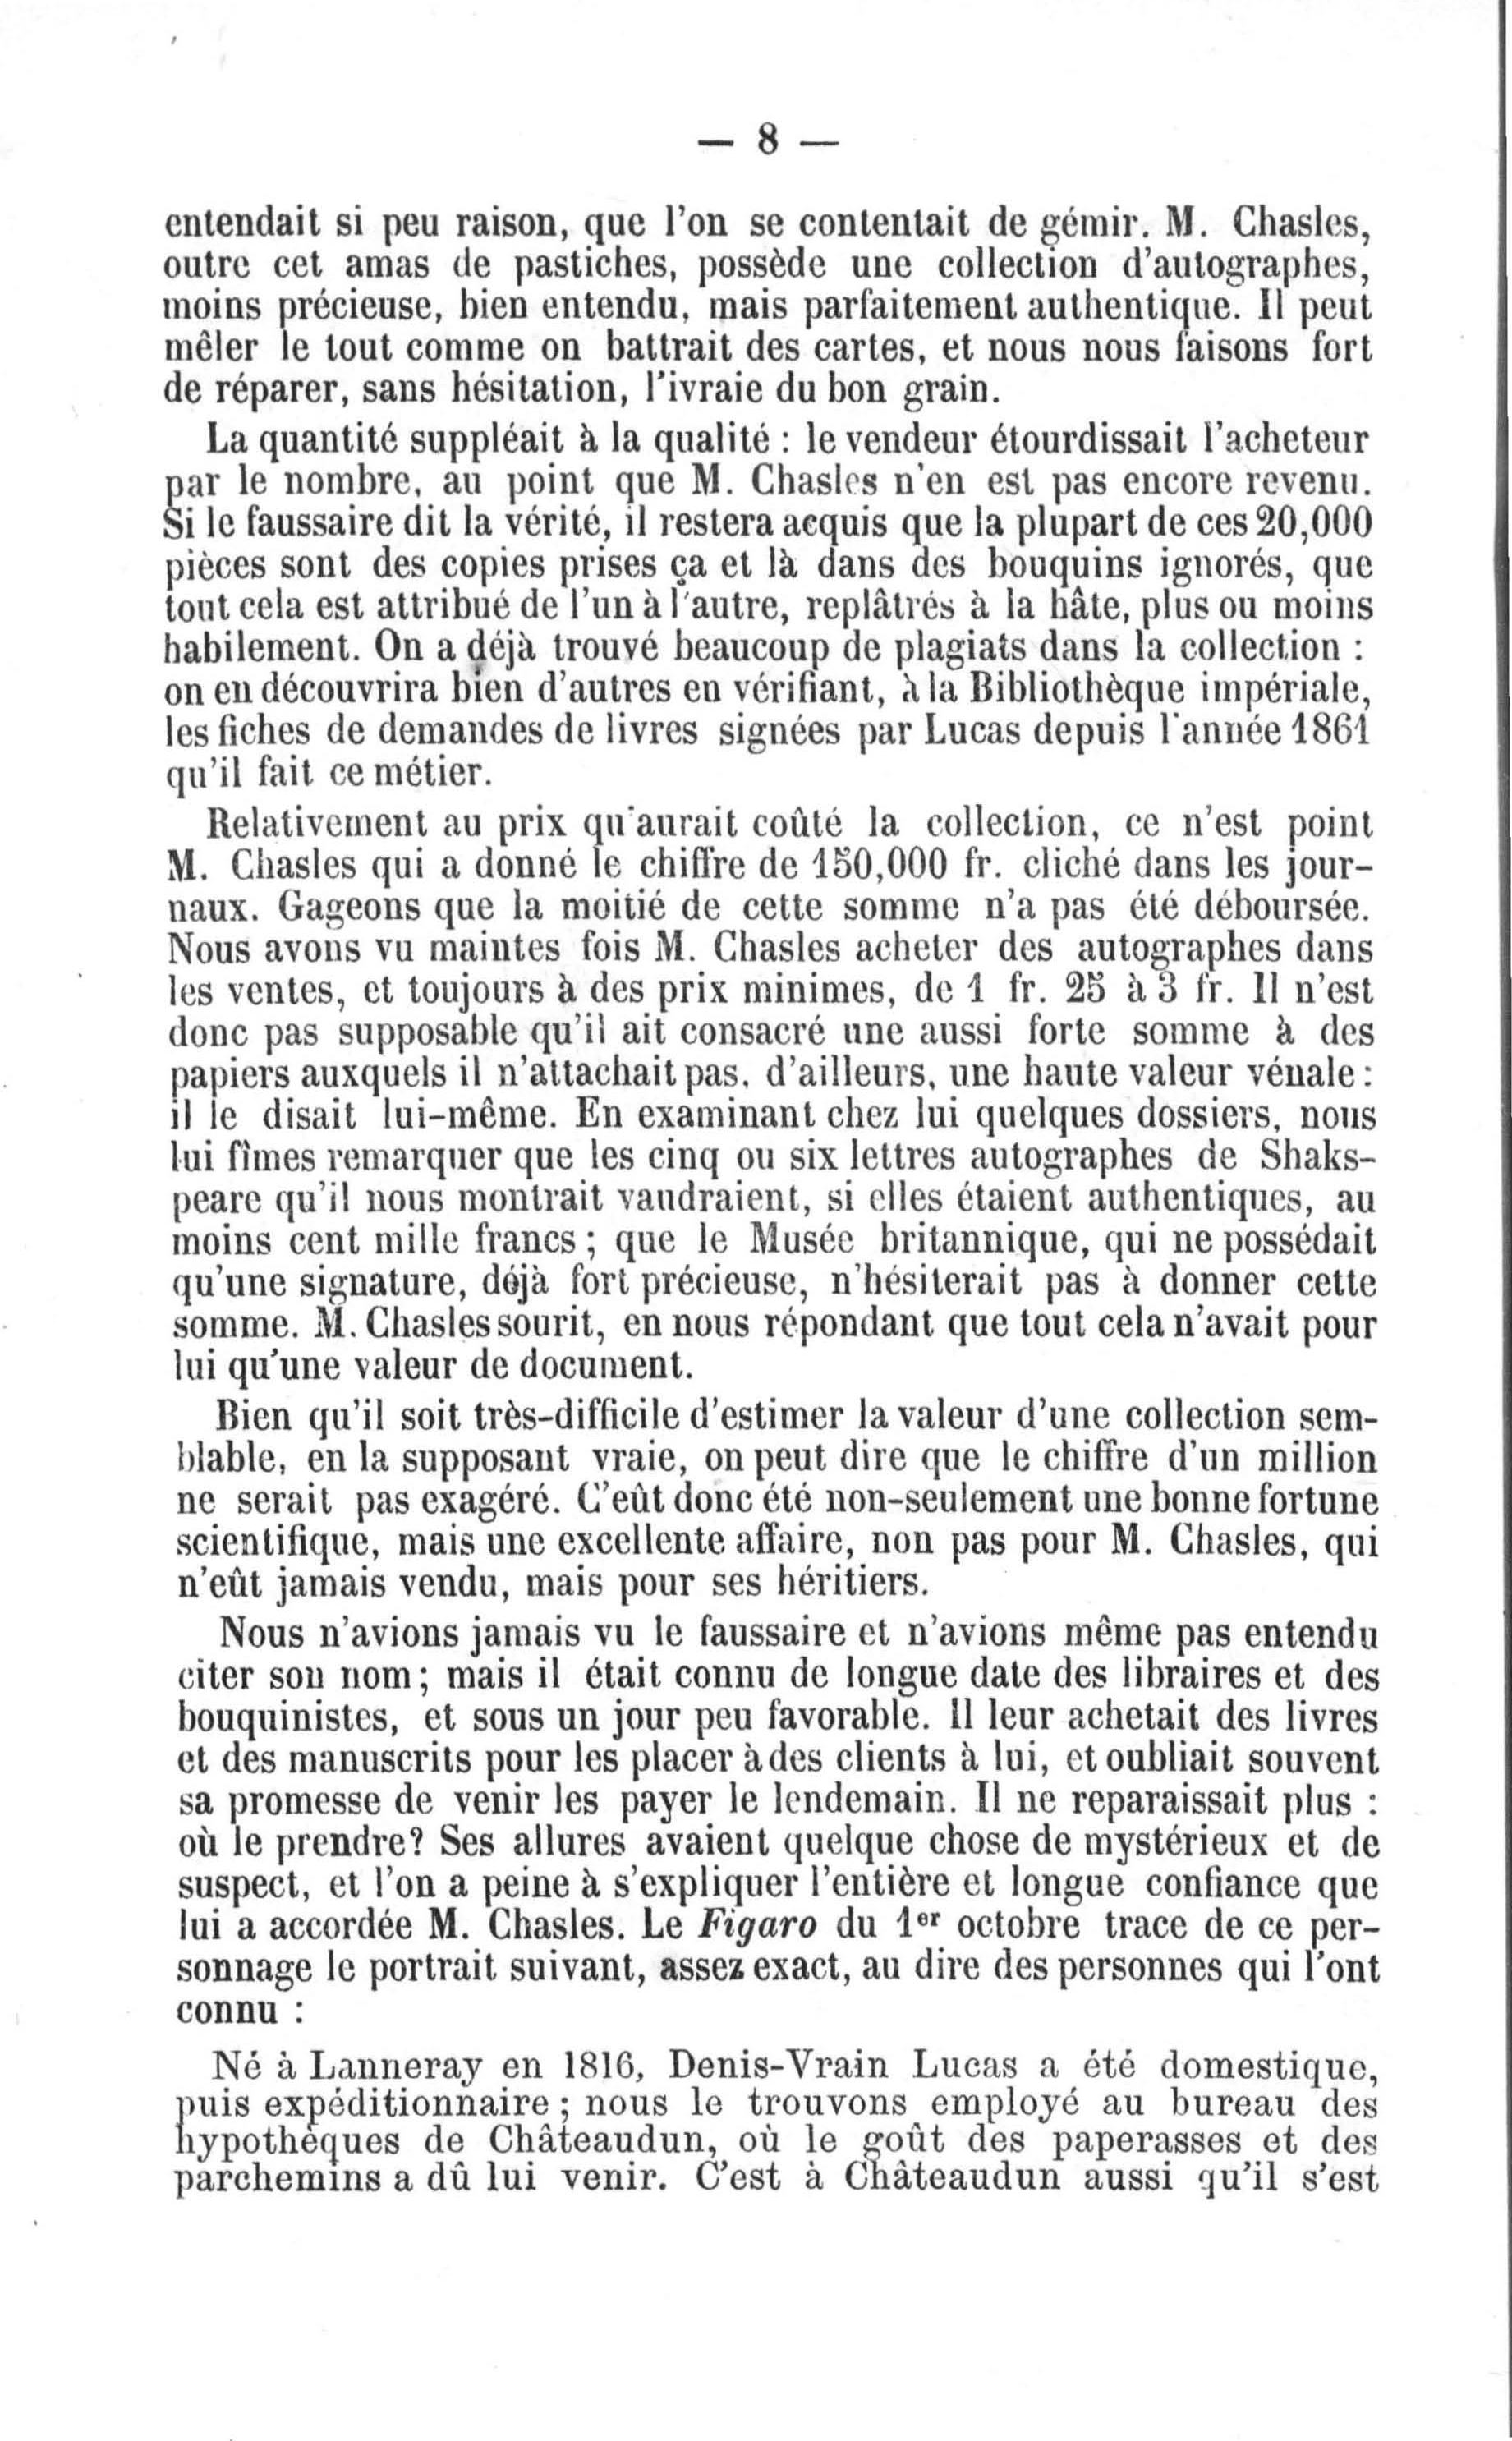 — 8 —
entendait si peu raison, que l'on se contentait de gémir. M. Chasles,
outre cet amas de pastiches, possède une collection d'autographes,
moins précieuse, bien entendu, mais parfaitement authentique. Il peut
mêler le tout comme on battrait des cartes, et nous nous faisons fort
de réparer, sans hésitation, l'ivraie du bon grain.
La quantité suppléait à la qualité : le vendeur étourdissait l'acheteur
par le nombre, au point que M. Chasles n'en est pas encore revenu.
Si le faussaire dit la vérité, il restera acquis que la plupart de ces 20,000
pièces sont des copies prises ça et là dans des bouquins ignorés, que
tout cela est attribué de l'un à l'autre, replâtrés à la hâte, plus ou moins
habilement. On a déjà trouvé beaucoup de plagiats dans la collection :
on en découvrira bien d'autres en vérifiant, à la Bibliothèque impériale,
les fiches de demandes de livres signées par Lucas depuis l'année 1861
qu'il fait ce métier.
Relativement au prix qu'aurait coûté la collection, ce n'est point
M. Chasles qui a donné le chiffre de 150,000 fr. cliché dans les jour-
naux. Gageons que la moitié de cette somme n'a pas été déboursée.
Nous avons vu maintes fois M. Chasles acheter des autographes dans
les ventes, et toujours à des prix minimes, de 1 fr. 25 à 3 fr. Il n'est
donc pas supposable qu'il ait consacré une aussi forte somme à des
papiers auxquels il n'attachait pas, d'ailleurs, une haute valeur vénale :
il le disait lui-même. En examinant chez lui quelques dossiers, nous
lui fîmes remarquer que les cinq ou six lettres autographes de Shaks-
peare qu'il nous montrait vaudraient, si elles étaient authentiques, au
moins cent mille francs ; que le Musée britannique, qui ne possédait
qu'une signature, déjà fort précieuse, n'hésiterait pas à donner cette
somme. M. Chasles sourit, en nous répondant que tout cela n'avait pour
lui qu'une valeur de document.
Bien qu'il soit très-difficile d'estimer la valeur d'une collection sem-
blable, en la supposant vraie, on peut dire que le chiffre d'un million
ne serait pas exagéré. C'eût donc été non-seulement une bonne fortune
scientifique, mais une excellente affaire, non pas pour M. Chasles, qui
n'eût jamais vendu, mais pour ses héritiers.
Nous n'avions jamais vu le faussaire et n'avions même pas entendu
citer son nom ; mais il était connu de longue date des libraires et des
bouquinistes, et sous un jour peu favorable. Il leur achetait des livres
et des manuscrits pour les placer à des clients à lui, et oubliait souvent
sa promesse de venir les payer le lendemain. Il ne reparaissait plus :
où le prendre? Ses allures avaient quelque chose de mystérieux et de
suspect, et l'on a peine à s'expliquer l'entière et longue confiance que
lui a accordée M. Chasles. Le Figaro du 1er octobre trace de ce per-
sonnage le portrait suivant, assez exact, au dire des personnes qui l'ont
connu :
Né à Lanneray en 1816, Denis-Vrain Lucas a été domestique,
puis expéditionnaire ; nous le trouvons employé au bureau des
hypothèques de Châteaudun, où le goût des paperasses et des
parchemins a dû lui venir. C'est à Châteaudun aussi qu'il s'est